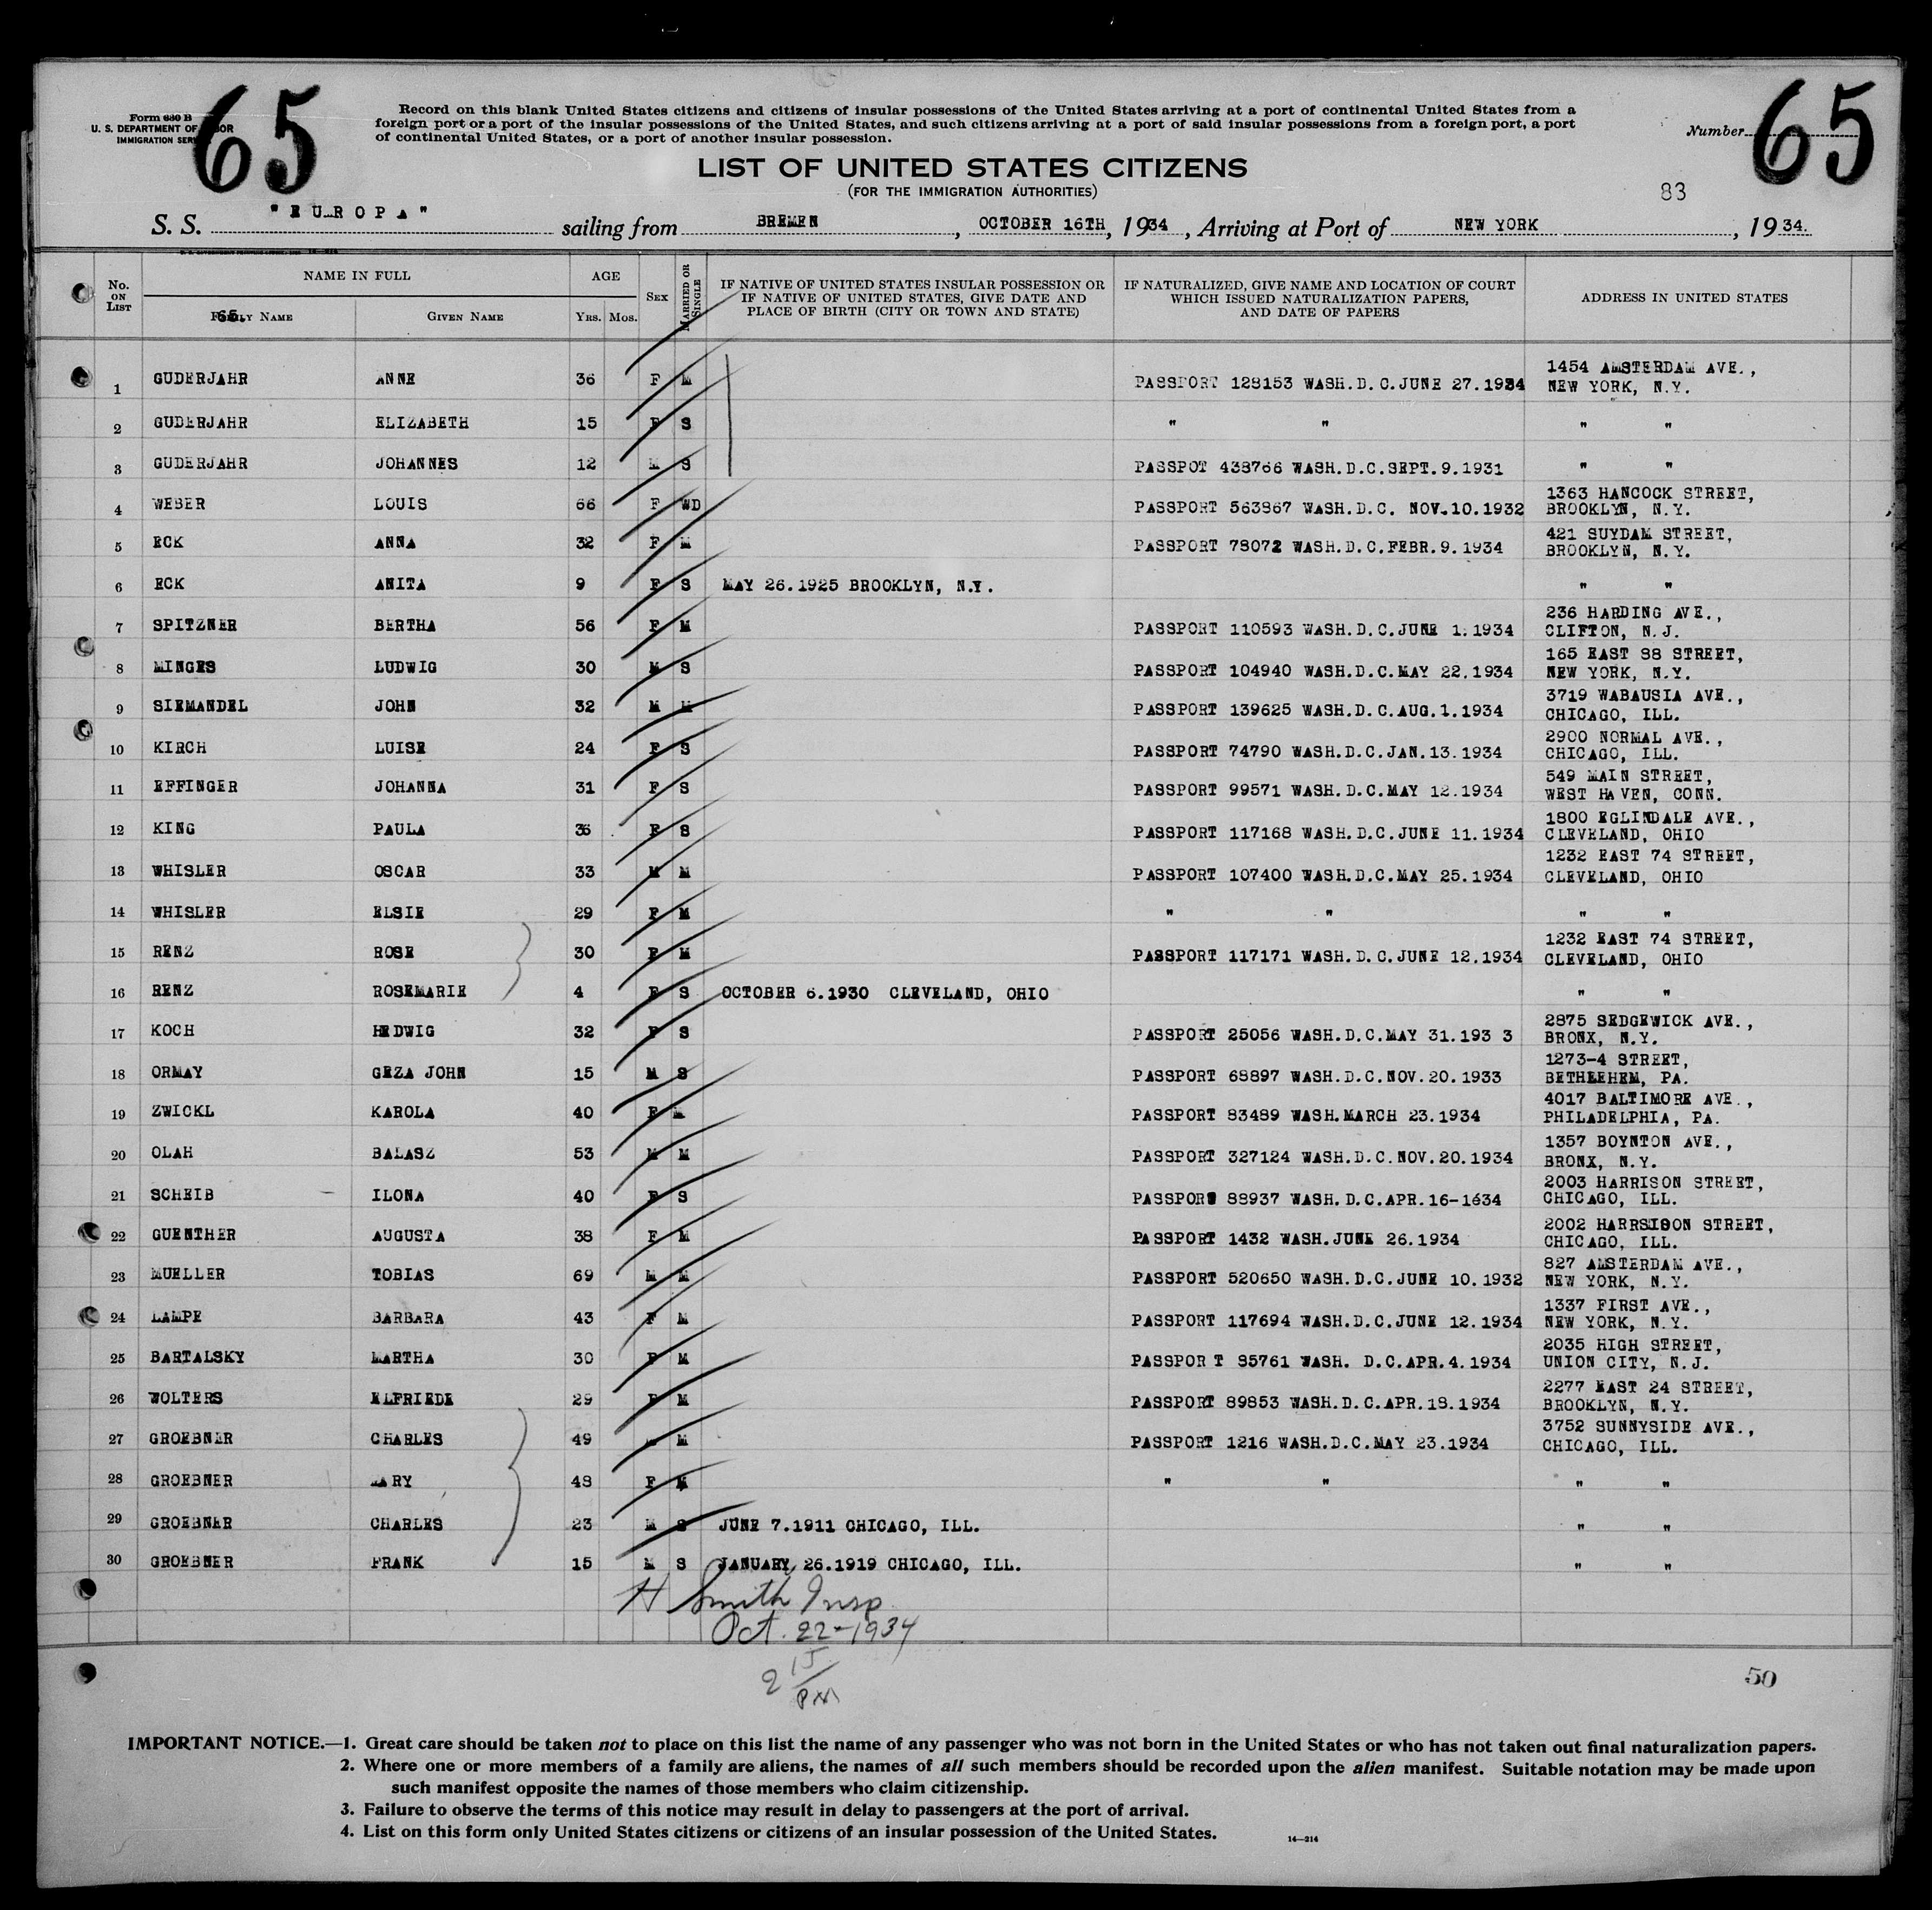 65
65
Form 630 B
U. S. DEPARTMENT OF LABOR
IMMIGRATION SERVICE
Record on this blank United States citizens and citizens of insular possessions of the United States arriving at a port of continental United States from a
foreign port or a port of the insular possessions of the United States, and such citizens arriving at a port of said insular possessions from a foreign port, a port
of continental United States, or a port of another insular possession.
Number
LIST OF UNITED STATES CITIZENS
(FOR THE IMMIGRATION AUTHORITIES)
83
S. S. "EUROPA" sailing from BREMEN, OCTOBER 16TH, 1934, Arriving at Port of NEW YORK, 1934.
No. ON LIST
NAME IN FULL
FAMILY NAME
65.
GIVEN NAME
AGE
YRS. MOS.
SEX
MARRIED OR SINGLE
IF NATIVE OF UNITED STATES INSULAR POSSESSION OR
IF NATIVE OF UNITED STATES, GIVE DATE AND
PLACE OF BIRTH (CITY OR TOWN AND STATE)
IF NATURALIZED, GIVE NAME AND LOCATION OF COURT
WHICH ISSUED NATURALIZATION PAPERS,
AND DATE OF PAPERS
ADDRESS IN UNITED STATES
1 GUDERJAHR ANNE 36 F M PASSPORT 128153 WASH.D.C.JUNE 27.1934 1454 AMSTERDAM AVE., NEW YORK, N.Y.
2 GUDERJAHR ELIZABETH 15 F S " " " "
3 GUDERJAHR JOHANNES 12 M S PASSPOT 438766 WASH.D.C.SEPT.9.1931 " "
4 WEBER LOUIS 66 F WD PASSPORT 563867 WASH.D.C. NOV.10.1932 1363 HANCOCK STREET, BROOKLYN, N.Y.
5 ECK ANNA 32 F M PASSPORT 78072 WASH.D.C.FEBR.9.1934 421 SUYDAM STREET, BROOKLYN, N.Y.
6 ECK ANITA 9 F S MAY 26.1925 BROOKLYN, N.Y. " "
7 SPITZNER BERTHA 56 F M PASSPORT 110593 WASH.D.C.JUNE 1.1934 236 HARDING AVE., CLIFTON, N.J.
8 MINGES LUDWIG 30 M S PASSPORT 104940 WASH.D.C.MAY 22.1934 165 EAST 88 STREET, NEW YORK, N.Y.
9 SIEMANDEL JOHN 32 M M PASSPORT 139625 WASH.D.C.AUG.1.1934 3719 WABAUSIA AVE., CHICAGO, ILL.
10 KIRCH LUISE 24 F S PASSPORT 74790 WASH.D.C.JAN.13.1934 2900 NORMAL AVE., CHICAGO, ILL.
11 EFFINGER JOHANNA 31 F S PASSPORT 99571 WASH.D.C.MAY 12.1934 549 MAIN STREET, WEST HAVEN, CONN.
12 KING PAULA 36 F S PASSPORT 117168 WASH.D.C.JUNE 11.1934 1800 EGLINDALE AVE., CLEVELAND, OHIO
13 WHISLER OSCAR 33 M M PASSPORT 107400 WASH.D.C.MAY 25.1934 1232 EAST 74 STREET, CLEVELAND, OHIO
14 WHISLER ELSIE 29 F M " " " "
15 RENZ ROSE 30 F M PASSPORT 117171 WASH.D.C.JUNE 12.1934 1232 EAST 74 STREET, CLEVELAND, OHIO
16 RENZ ROSEMARIE 4 F S OCTOBER 6.1930 CLEVELAND, OHIO " "
17 KOCH HEDWIG 32 F S PASSPORT 25056 WASH.D.C.MAY 31.193 3 2875 SEDGEWICK AVE., BRONX, N.Y.
18 ORMAY GEZA JOHN 15 M S PASSPORT 68897 WASH.D.C.NOV.20.1933 1273-4 STREET, BETHLEHEM, PA.
19 ZWICKL KAROLA 40 F M PASSPORT 83489 WASH.MARCH 23.1934 4017 BALTIMORE AVE., PHILADELPHIA, PA.
20 OLAH BALASZ 53 M M PASSPORT 327124 WASH.D.C.NOV.20.1934 1357 BOYNTON AVE., BRONX, N.Y.
21 SCHEIB ILONA 40 F S PASSPORT 88937 WASH.D.C.APR.16-1634 2003 HARRISON STREET, CHICAGO, ILL.
22 GUENTHER AUGUSTA 38 F M PASSPORT 1432 WASH.JUNE 26.1934 2002 HARRSISON STREET, CHICAGO, ILL.
23 MUELLER TOBIAS 69 M M PASSPORT 520650 WASH.D.C.JUNE 10.1932 827 AMSTERDAM AVE., NEW YORK, N.Y.
24 LAMPE BARBARA 43 F M PASSPORT 117694 WASH.D.C.JUNE 12.1934 1337 FIRST AVE., NEW YORK, N.Y.
25 BARTALSKY MARTHA 30 F M PASSPOR T 85761 WASH. D.C.APR.4.1934 2035 HIGH STREET, UNION CITY, N.J.
26 WOLTERS ELFRIEDE 29 F M PASSPORT 89853 WASH.D.C.APR.18.1934 2277 EAST 24 STREET, BROOKLYN, N.Y.
27 GROEBNER CHARLES 49 M PASSPORT 1216 WASH.D.C.MAY 23.1934 3752 SUNNYSIDE AVE., CHICAGO, ILL.
28 GROEBNER MARY 48 F M " " " "
29 GROEBNER CHARLES 23 M S JUNE 7.1911 CHICAGO, ILL. " "
30 GROEBNER FRANK 15 M S JANUARY 26.1919 CHICAGO, ILL. " "
H Smith Insp
Oct. 22-1934
2 15 PM
50
IMPORTANT NOTICE.—1. Great care should be taken not to place on this list the name of any passenger who was not born in the United States or who has not taken out final naturalization papers.
2. Where one or more members of a family are aliens, the names of all such members should be recorded upon the alien manifest. Suitable notation may be made upon
such manifest opposite the names of those members who claim citizenship.
3. Failure to observe the terms of this notice may result in delay to passengers at the port of arrival.
4. List on this form only United States citizens or citizens of an insular possession of the United States.
14—214